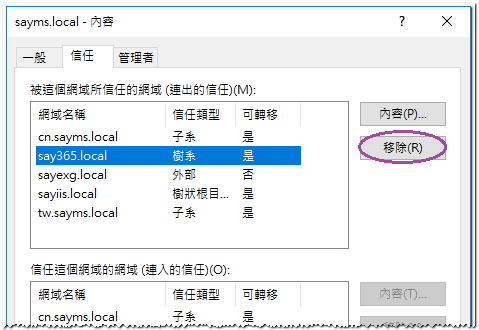 sayms.local - 內容
一般 信任 管理者
被這個網域所信任的網域 (連出的信任)(M):
網域名稱 信任類型 可轉移
cn.sayms.local 子系 是
say365.local 樹系 是
sayexg.local 外部 否
sayiis.local 樹狀根目... 是
tw.sayms.local 子系 是
內容(P)...
移除(R)
信任這個網域的網域 (連入的信任)(O):
網域名稱 信任類型 可轉移
cn.sayms.local 子系 是
內容(T)...